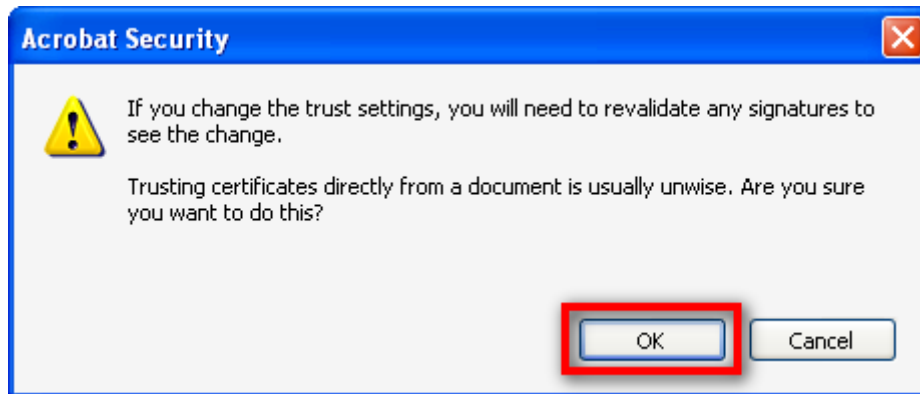 Acrobat Security
If you change the trust settings, you will need to revalidate any signatures to
see the change.
Trusting certificates directly from a document is usually unwise. Are you sure
you want to do this?
OK
Cancel